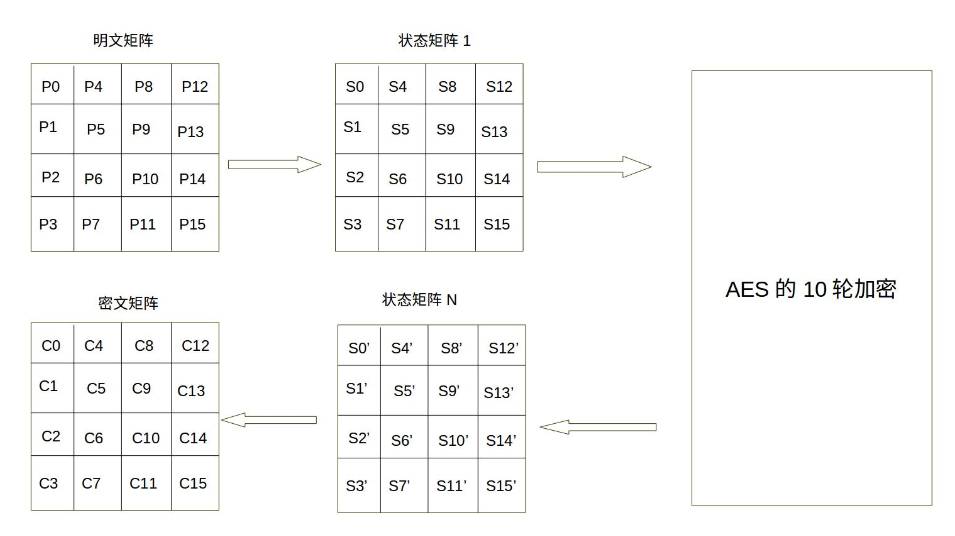 明文矩阵
P0 P4 P8 P12
P1 P5 P9 P13
P2 P6 P10 P14
P3 P7 P11 P15
状态矩阵 1
S0 S4 S8 S12
S1 S5 S9 S13
S2 S6 S10 S14
S3 S7 S11 S15
AES 的 10 轮加密
状态矩阵 N
S0’ S4’ S8’ S12’
S1’ S5’ S9’ S13’
S2’ S6’ S10’ S14’
S3’ S7’ S11’ S15’
密文矩阵
C0 C4 C8 C12
C1 C5 C9 C13
C2 C6 C10 C14
C3 C7 C11 C15